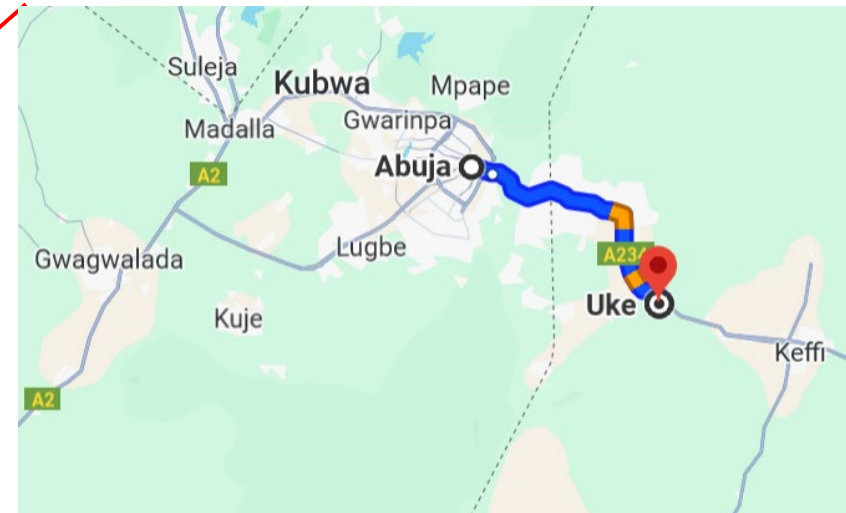 Suleja
Kubwa
Mpape
Madalla
Gwarinpa
Abuja
A2
Lugbe
A234
Gwagwalada
Uke
Kuje
Keffi
A2